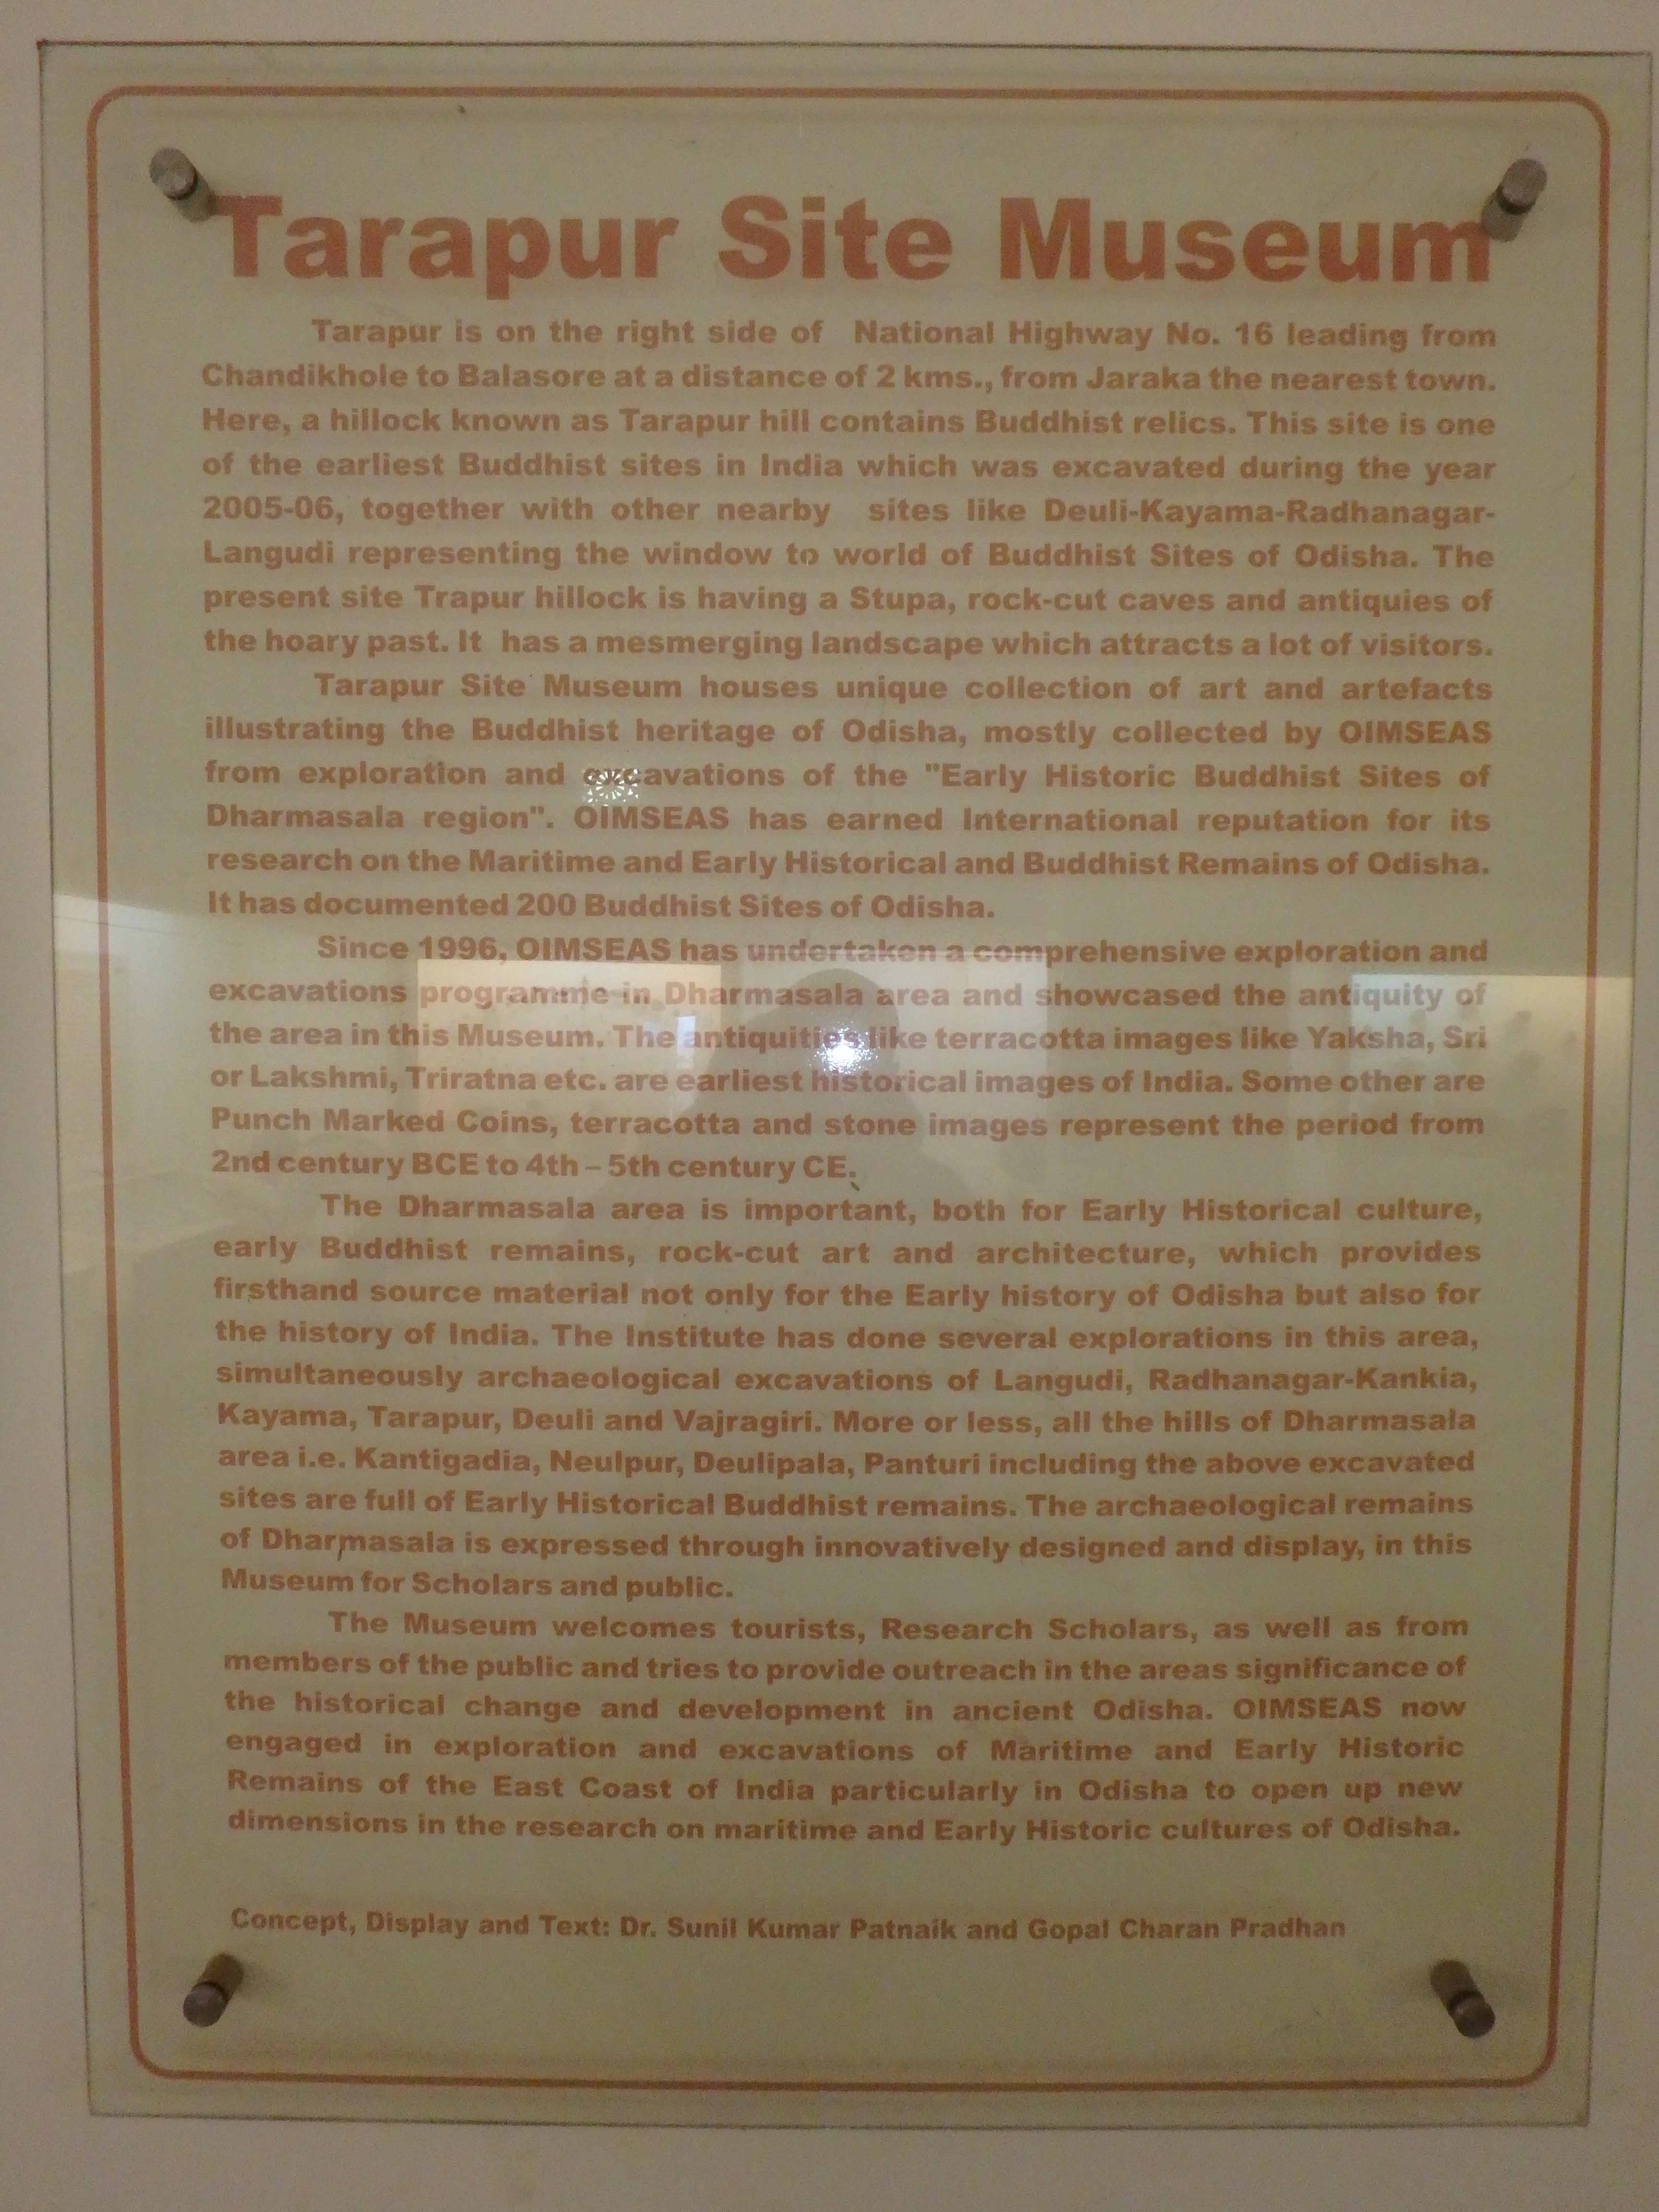 Tarapur Site Museum
Tarapur is on the right side of National Highway No. 16 leading from
Chandikhole to Balasore at a distance of 2 kms., from Jaraka the nearest town.
Here, a hillock known as Tarapur hill contains Buddhist relics. This site is one
of the earliest Buddhist sites in India which was excavated during the year
2005-06, together with other nearby sites like Deuli-Kayama-Radhanagar-
Langudi representing the window to world of Buddhist Sites of Odisha. The
present site Trapur hillock is having a Stupa, rock-cut caves and antiquies of
the hoary past. It has a mesmerging landscape which attracts a lot of visitors.
Tarapur Site Museum houses unique collection of art and artefacts
illustrating the Buddhist heritage of Odisha, mostly collected by OIMSEAS
from exploration and excavations of the "Early Historic Buddhist Sites of
Dharmasala region". OIMSEAS has earned International reputation for its
research on the Maritime and Early Historical and Buddhist Remains of Odisha.
It has documented 200 Buddhist Sites of Odisha.
Since 1996, OIMSEAS has undertaken a comprehensive exploration and
excavations programme in Dharmasala area and showcased the antiquity of
the area in this Museum. The antiquities like terracotta images like Yaksha, Sri
or Lakshmi, Triratna etc. are earliest historical images of India. Some other are
Punch Marked Coins, terracotta and stone images represent the period from
2nd century BCE to 4th – 5th century CE.
The Dharmasala area is important, both for Early Historical culture,
early Buddhist remains, rock-cut art and architecture, which provides
firsthand source material not only for the Early history of Odisha but also for
the history of India. The Institute has done several explorations in this area,
simultaneously archaeological excavations of Langudi, Radhanagar-Kankia,
Kayama, Tarapur, Deuli and Vajragiri. More or less, all the hills of Dharmasala
area i.e. Kantigadia, Neulpur, Deulipala, Panturi including the above excavated
sites are full of Early Historical Buddhist remains. The archaeological remains
of Dharmasala is expressed through innovatively designed and display, in this
Museum for Scholars and public.
The Museum welcomes tourists, Research Scholars, as well as from
members of the public and tries to provide outreach in the areas significance of
the historical change and development in ancient Odisha. OIMSEAS now
engaged in exploration and excavations of Maritime and Early Historic
Remains of the East Coast of India particularly in Odisha to open up new
dimensions in the research on maritime and Early Historic cultures of Odisha.
Concept, Display and Text: Dr. Sunil Kumar Patnaik and Gopal Charan Pradhan